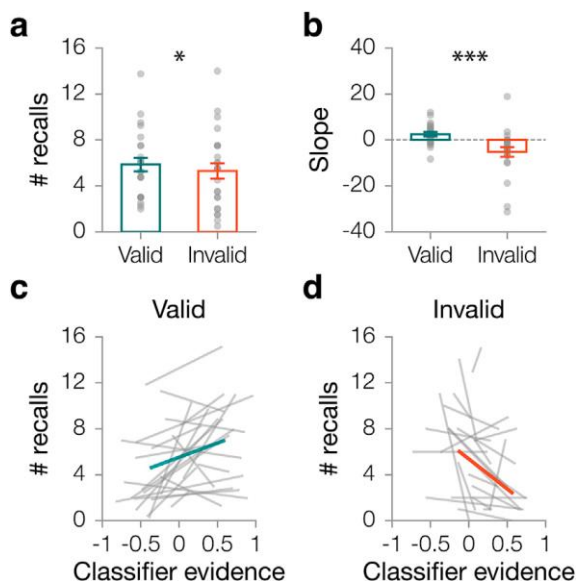 a
16
12
8
4
0
# recalls
*
Valid Invalid
b
40
20
0
-20
-40
Slope
***
Valid Invalid
c
Valid
16
12
8
4
0
# recalls
-1 -0.5 0 0.5 1
Classifier evidence
d
Invalid
16
12
8
4
0
# recalls
-1 -0.5 0 0.5 1
Classifier evidence